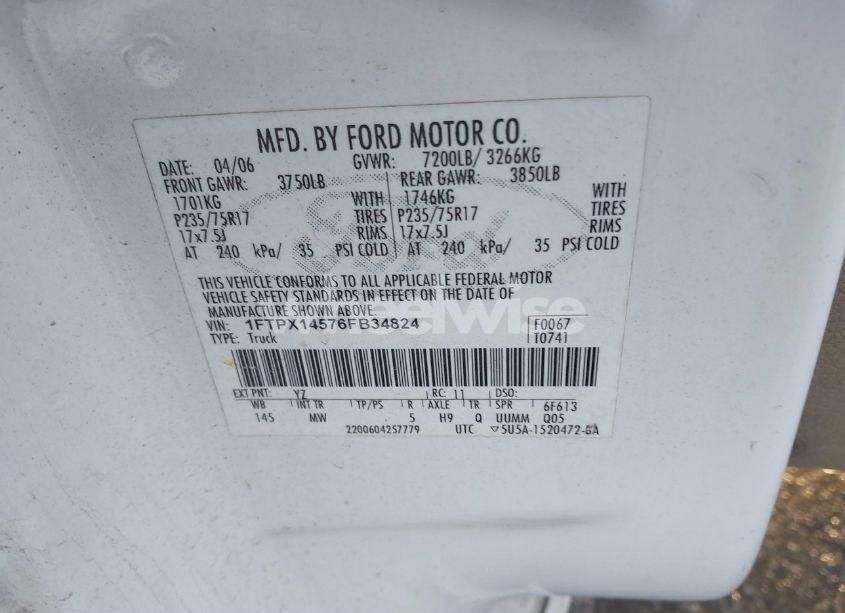 MFD. BY FORD MOTOR CO.
DATE: 04/06 GVWR: 7200LB/ 3266KG
FRONT GAWR: 3750LB REAR GAWR: 3850LB
1701KG WITH 1746KG WITH
P235/75R17 TIRES P235/75R17 TIRES
17x7.5J RIMS 17x7.5J RIMS
AT 240 kPa/ 35 PSI COLD AT 240 kPa/ 35 PSI COLD
THIS VEHICLE CONFORMS TO ALL APPLICABLE FEDERAL MOTOR
VEHICLE SAFETY STANDARDS IN EFFECT ON THE DATE OF
MANUFACTURE SHOWN ABOVE.
VIN: 1FTPX14576FB34824 F0067
TYPE: Truck T0741
EXT PNT: YZ RC: 11 DSO:
WB INT TR TP/PS R AXLE TR SPR 6F613
145 MW 5 H9 Q UUMM Q05
2200604257779 UTC ▽5U5A-1520472-BA
Ford
wheelwise